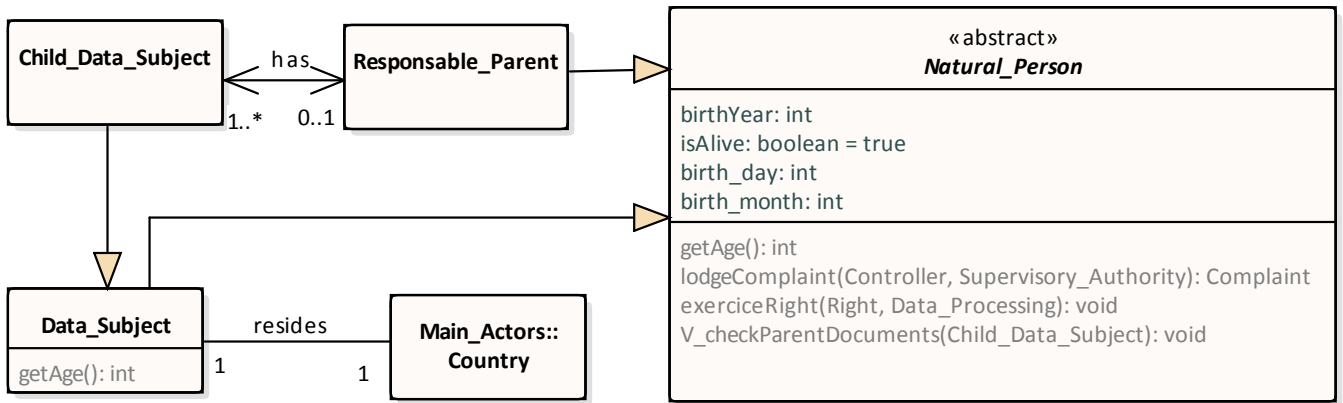 Child_Data_Subject
has
1..*
0..1
Responsable_Parent
«abstract»
Natural_Person
birthYear: int
isAlive: boolean = true
birth_day: int
birth_month: int
getAge(): int
lodgeComplaint(Controller, Supervisory_Authority): Complaint
exerciceRight(Right, Data_Processing): void
V_checkParentDocuments(Child_Data_Subject): void
Data_Subject
getAge(): int
resides
1
1
Main_Actors::
Country